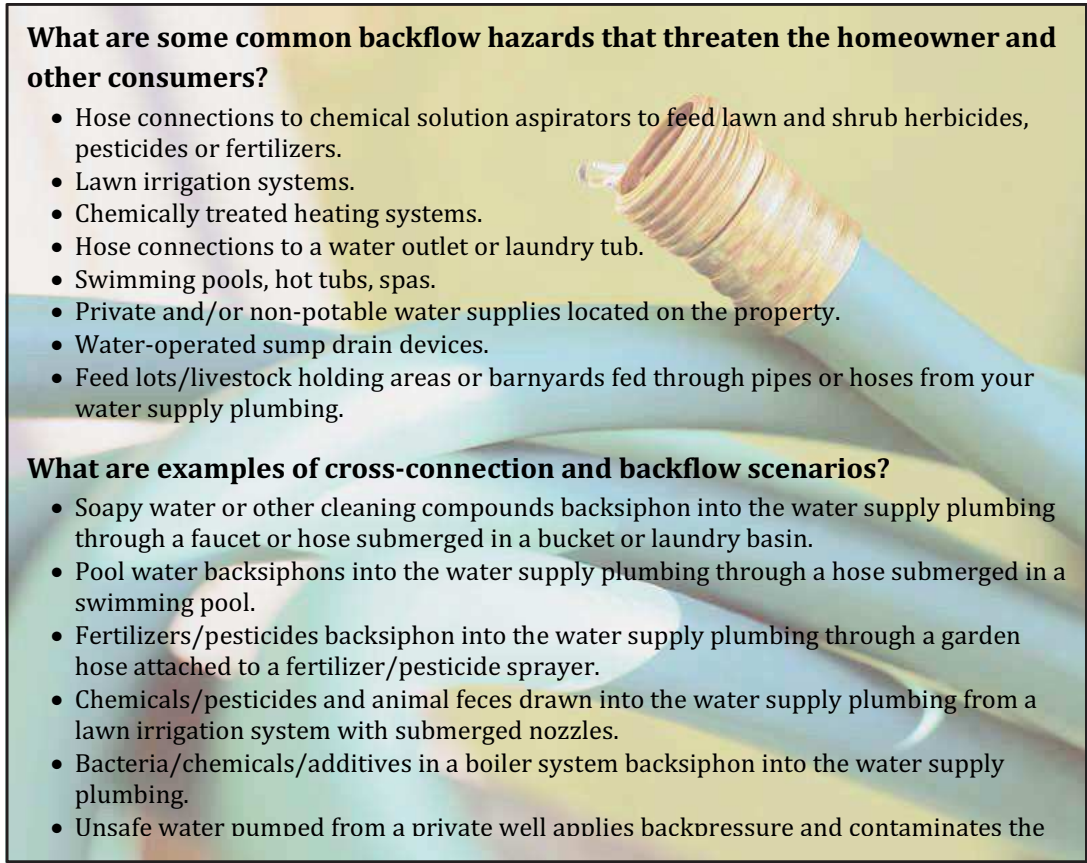 What are some common backflow hazards that threaten the homeowner and
other consumers?
• Hose connections to chemical solution aspirators to feed lawn and shrub herbicides,
pesticides or fertilizers.
• Lawn irrigation systems.
• Chemically treated heating systems.
• Hose connections to a water outlet or laundry tub.
• Swimming pools, hot tubs, spas.
• Private and/or non-potable water supplies located on the property.
• Water-operated sump drain devices.
• Feed lots/livestock holding areas or barnyards fed through pipes or hoses from your
water supply plumbing.
What are examples of cross-connection and backflow scenarios?
• Soapy water or other cleaning compounds backsiphon into the water supply plumbing
through a faucet or hose submerged in a bucket or laundry basin.
• Pool water backsiphons into the water supply plumbing through a hose submerged in a
swimming pool.
• Fertilizers/pesticides backsiphon into the water supply plumbing through a garden
hose attached to a fertilizer/pesticide sprayer.
• Chemicals/pesticides and animal feces drawn into the water supply plumbing from a
lawn irrigation system with submerged nozzles.
• Bacteria/chemicals/additives in a boiler system backsiphon into the water supply
plumbing.
• Unsafe water pumped from a private well applies backpressure and contaminates the